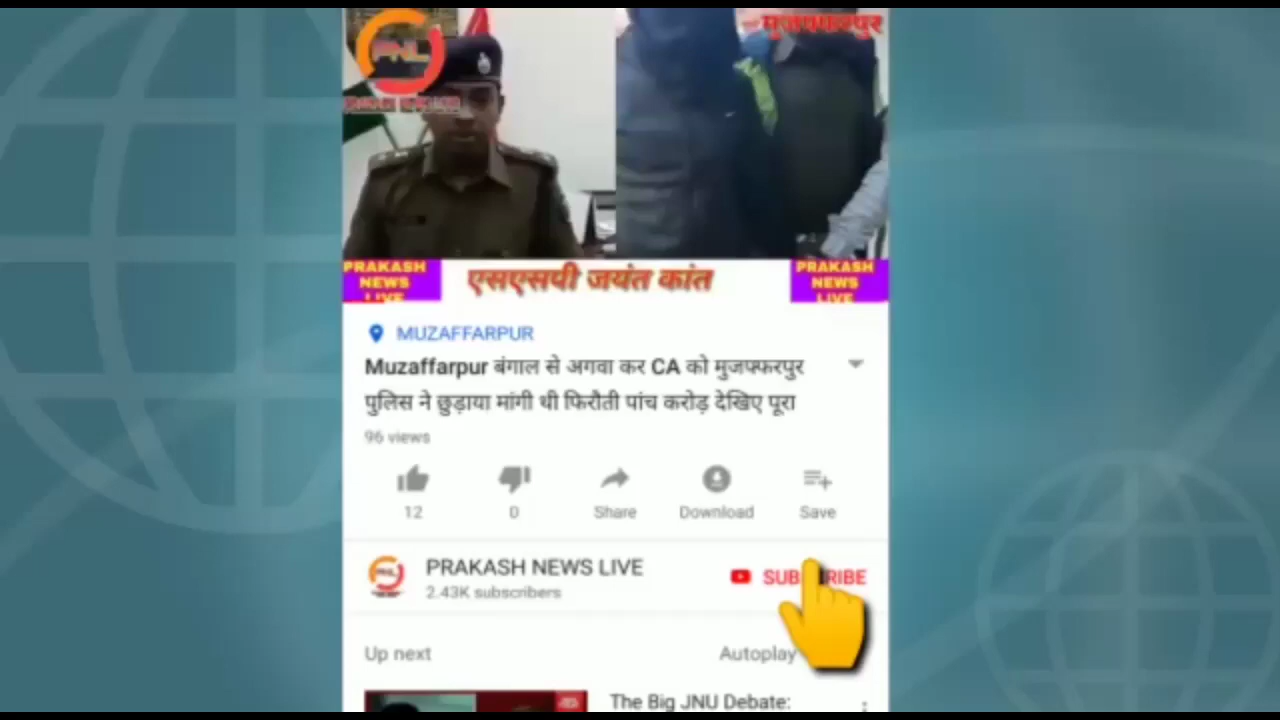 PNL
मुजफ्फरपुर
PRAKASH
NEWS
LIVE
एसएसपी जयंत कांत
PRAKASH
NEWS
LIVE
MUZAFFARPUR
Muzaffarpur बंगाल से अगवा कर CA को मुजफ्फरपुर
पुलिस ने छुड़ाया मांगी थी फिरौती पांच करोड़ देखिए पूरा
96 views
12
0
Share
Download
Save
PRAKASH NEWS LIVE
2.43K subscribers
SUBSCRIBE
Up next
Autoplay
The Big JNU Debate: